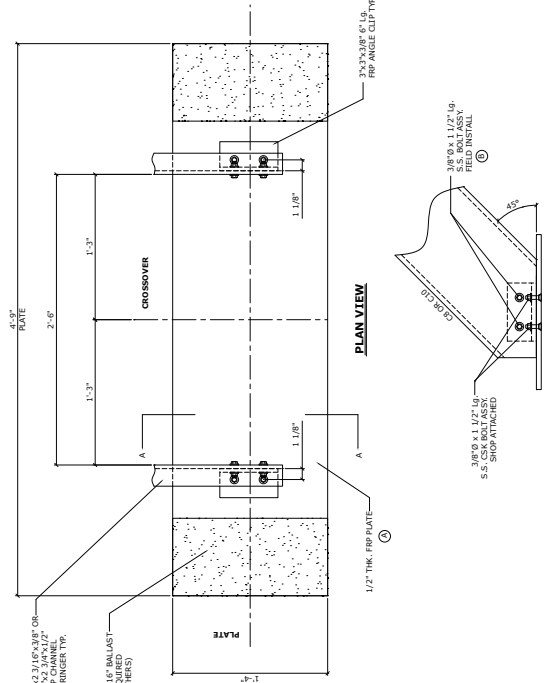 4'-9"
PLATE
2'-6"
1'-3"
1'-3"
CROSSOVER
3"x3"x3/8" 6" Lg.
FRP ANGLE CLIP TYP
x2 3/16"x3/8" OR
"x2 3/4"x1/2"
P CHANNEL
RINGER TYP.
16" BALLAST
QUIRED
THERS)
A
A
1 1/8"
1 1/8"
PLATE
1'-4"
1/2" THK. FRP PLATE
A
PLAN VIEW
C8 OR C10
45°
3/8"Ø x 1 1/2" Lg.
S.S. BOLT ASSY.
FIELD INSTALL
B
3/8"Ø x 1 1/2" Lg.
S.S. CSK BOLT ASSY.
SHOP ATTACHED